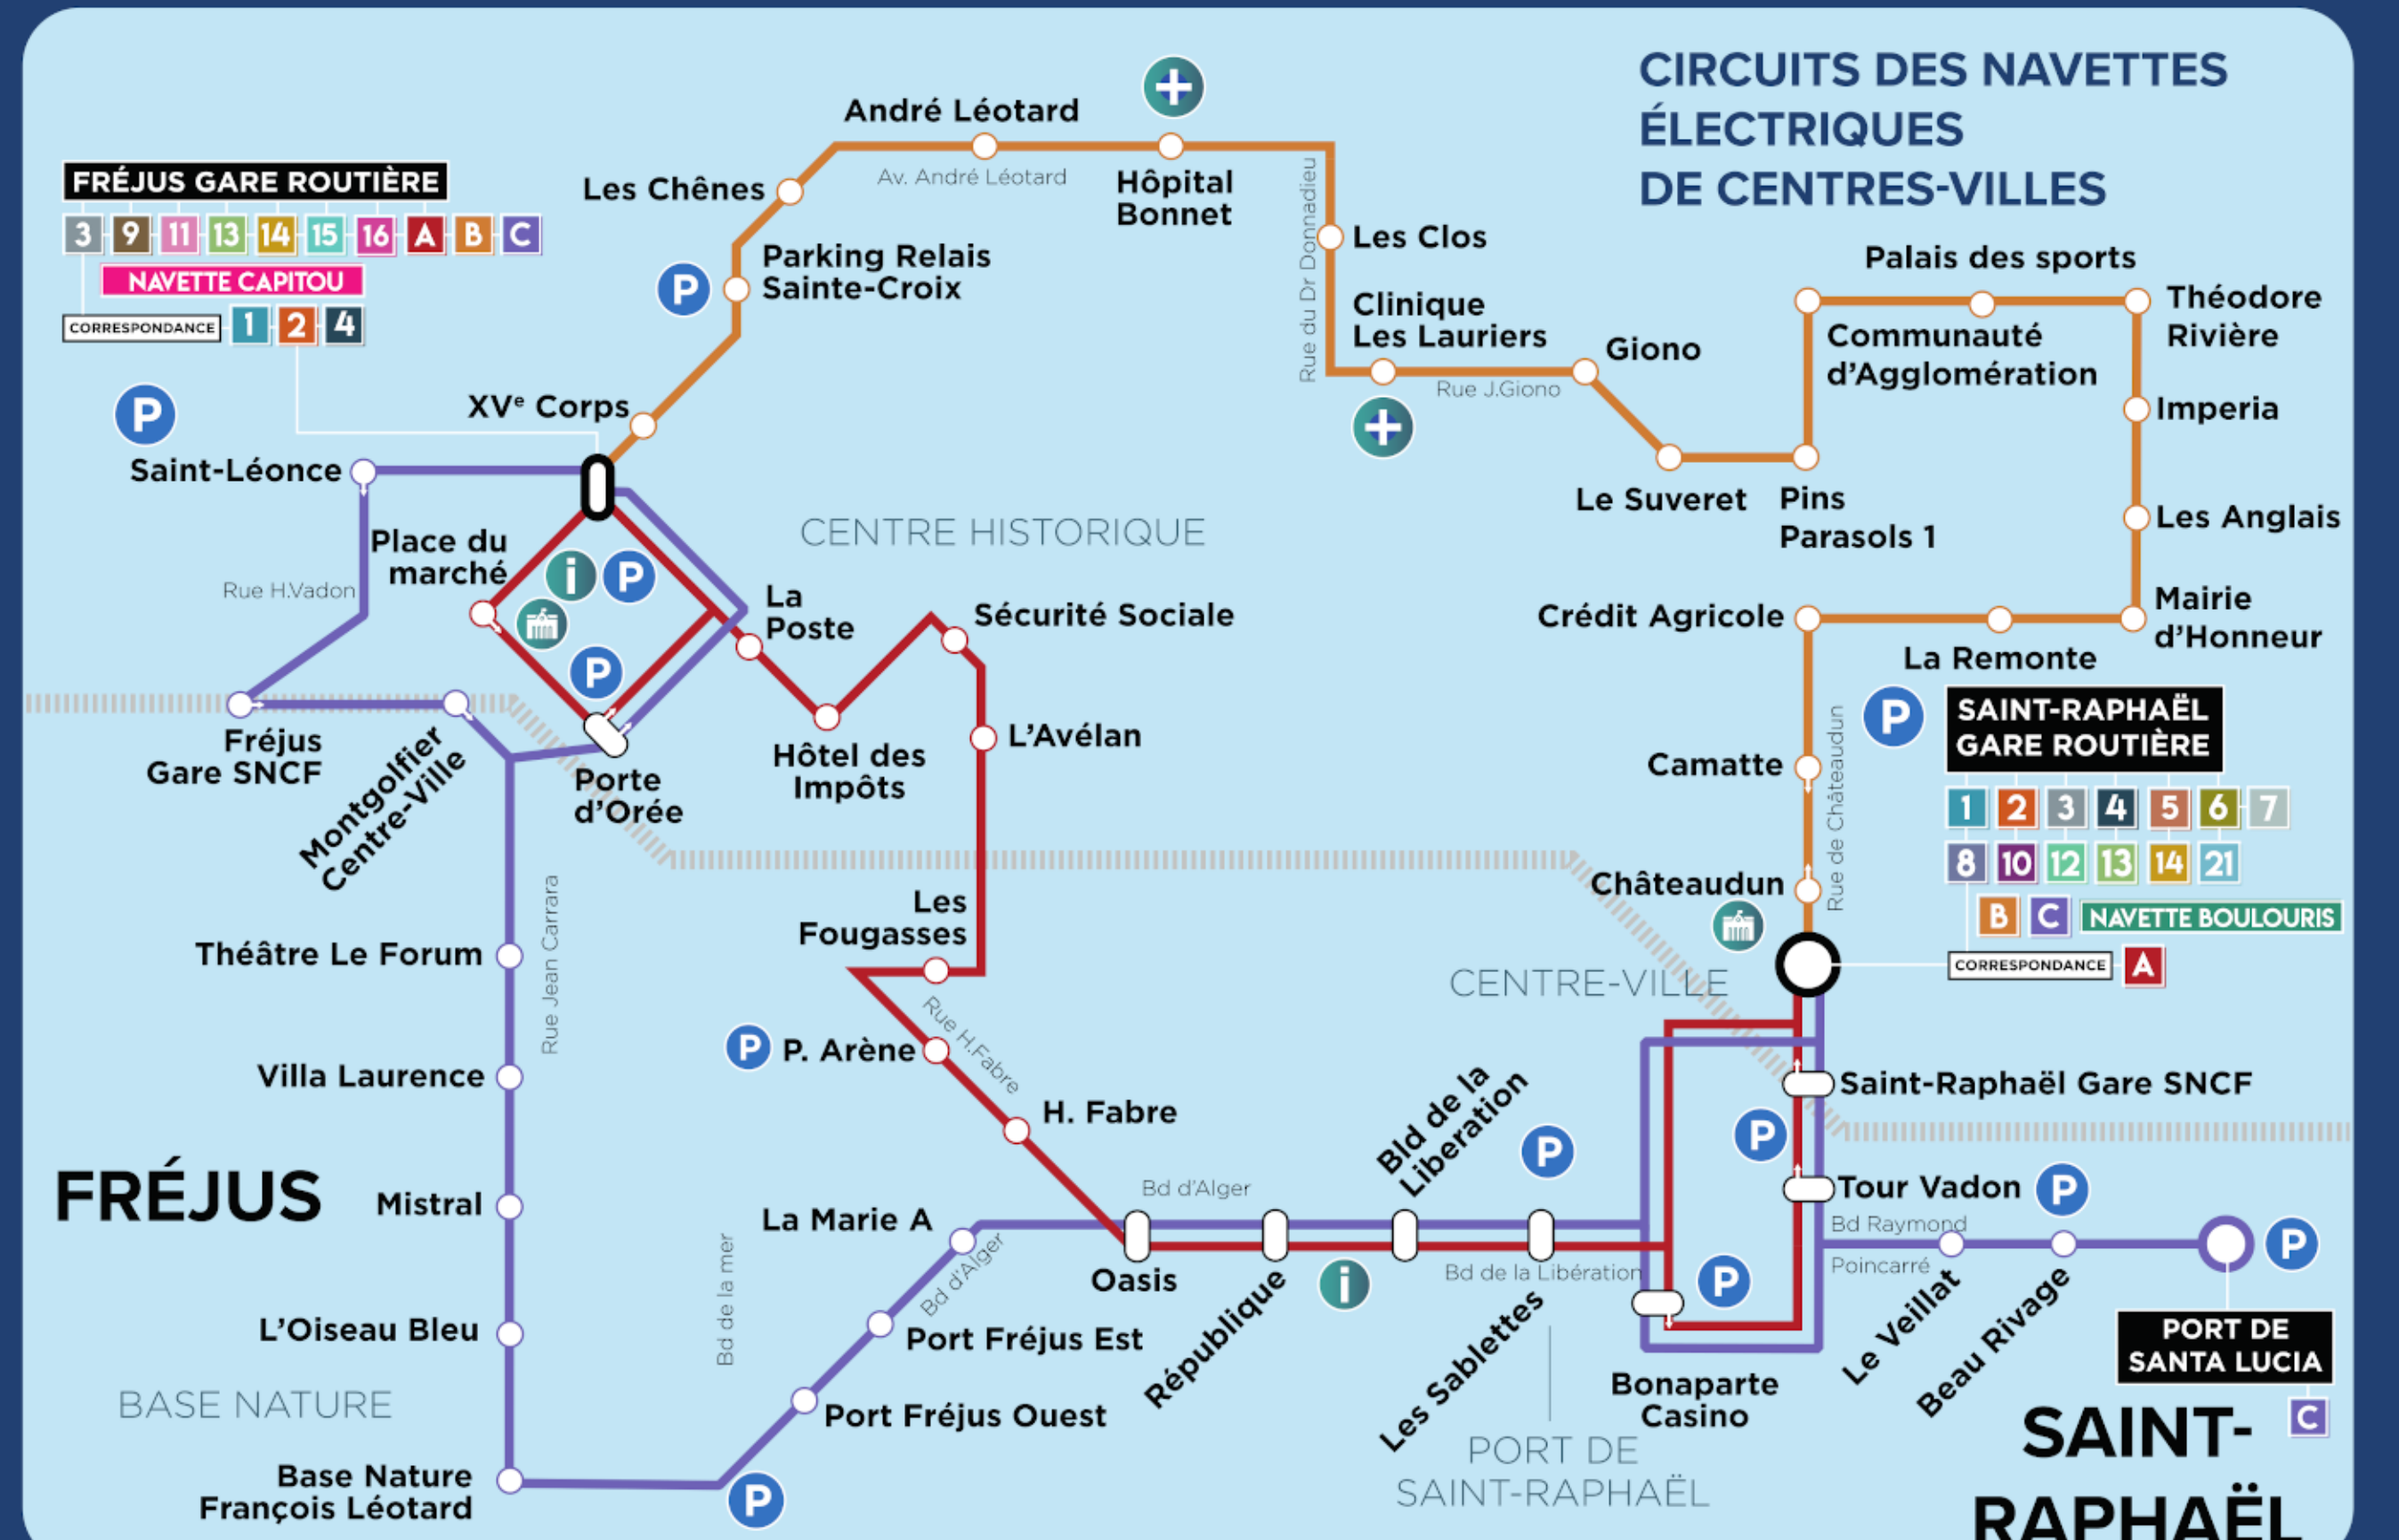 CIRCUITS DES NAVETTES
ÉLECTRIQUES
DE CENTRES-VILLES
FRÉJUS GARE ROUTIÈRE
3 9 11 13 14 15 16 A B C
NAVETTE CAPITOU
CORRESPONDANCE 1 2 4
P
André Léotard
Av. André Léotard
Les Chênes
Hôpital
Bonnet
Parking Relais
Sainte-Croix
P
XVe Corps
Rue du Dr Donnadieu
Les Clos
Clinique
Les Lauriers
Rue J.Giono
Giono
Le Suveret
Pins
Parasols 1
Palais des sports
Communauté
d'Agglomération
Théodore
Rivière
Imperia
Les Anglais
Mairie
d'Honneur
La Remonte
Crédit Agricole
Camatte
Rue de Châteaudun
Châteaudun
P
SAINT-RAPHAËL
GARE ROUTIÈRE
1 2 3 4 5 6 7
8 10 12 13 14 21
B C NAVETTE BOULOURIS
CORRESPONDANCE A
Saint-Léonce
Rue H.Vadon
Place du
marché
i P
P
CENTRE HISTORIQUE
La
Poste
Sécurité Sociale
Hôtel des
Impôts
L'Avélan
Fréjus
Gare SNCF
Montgolfier
Centre-Ville
Porte
d'Orée
Les
Fougasses
Rue H.Fabre
P P. Arène
H. Fabre
Théâtre Le Forum
Rue Jean Carrara
Villa Laurence
FRÉJUS
Mistral
L'Oiseau Bleu
BASE NATURE
Base Nature
François Léotard
P
Bd de la mer
La Marie A
Bd d'Alger
Port Fréjus Est
Port Fréjus Ouest
Bd d'Alger
Oasis
République
i
Bld de la
Liberation
P
Bd de la Libération
Les Sablettes
PORT DE
SAINT-RAPHAËL
CENTRE-VILLE
Saint-Raphaël Gare SNCF
P
Tour Vadon P
P
Bonaparte
Casino
Bd Raymond
Poincarré
Le Veillat
Beau Rivage
P
PORT DE
SANTA LUCIA
C
SAINT-
RAPHAËL